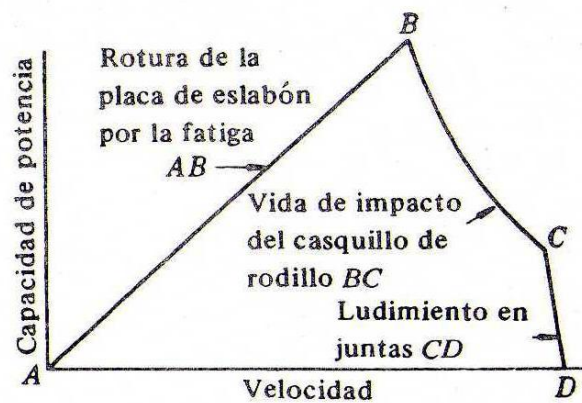 B
Rotura de la
placa de eslabón
por la fatiga
AB
Capacidad de potencia
Vida de impacto
del casquillo de
rodillo BC
C
Ludimiento en
juntas CD
A
Velocidad
D